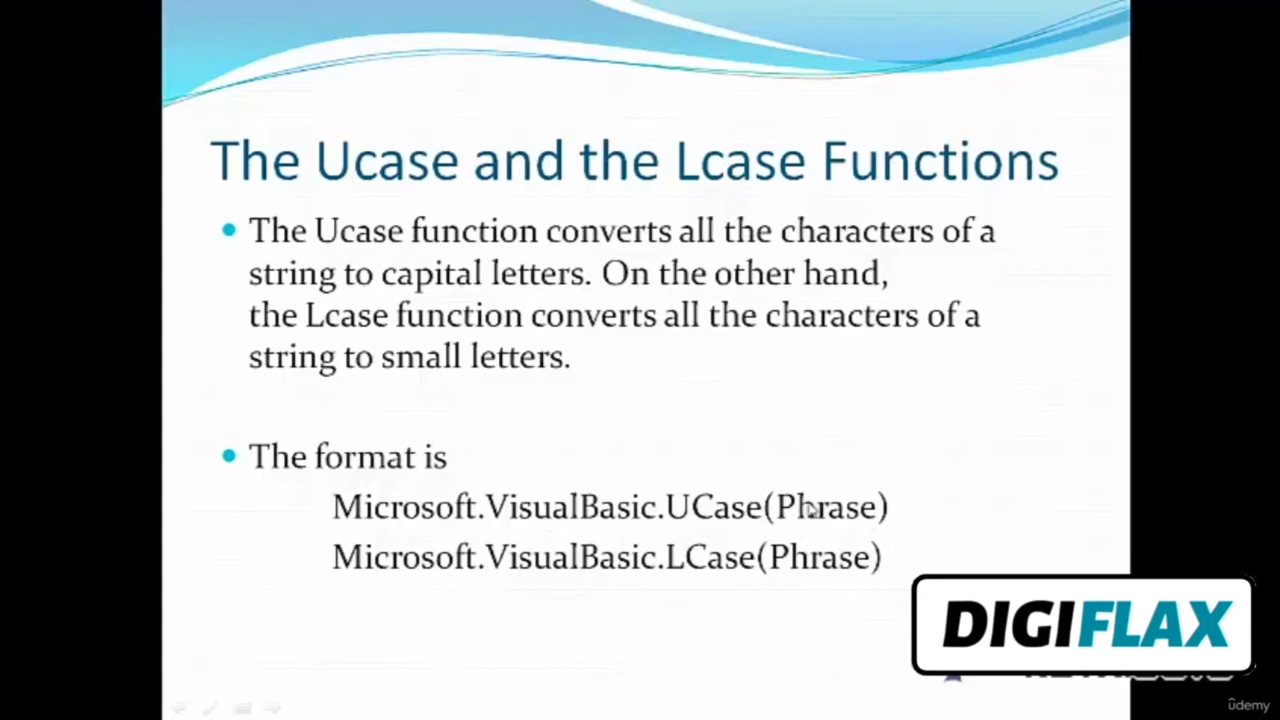 The Ucase and the Lcase Functions
The Ucase function converts all the characters of a
string to capital letters. On the other hand,
the Lcase function converts all the characters of a
string to small letters.
The format is
Microsoft.VisualBasic.UCase(Phrase)
Microsoft.VisualBasic.LCase(Phrase)
DIGIFLAX
ûdemy